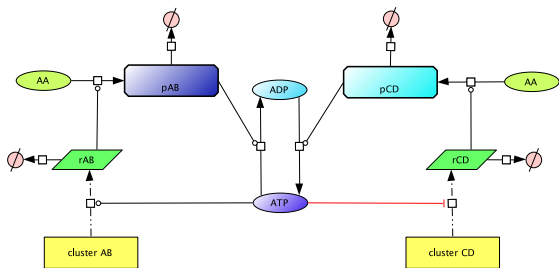 AA
pAB
ADP
pCD
AA
rAB
rCD
ATP
cluster AB
cluster CD